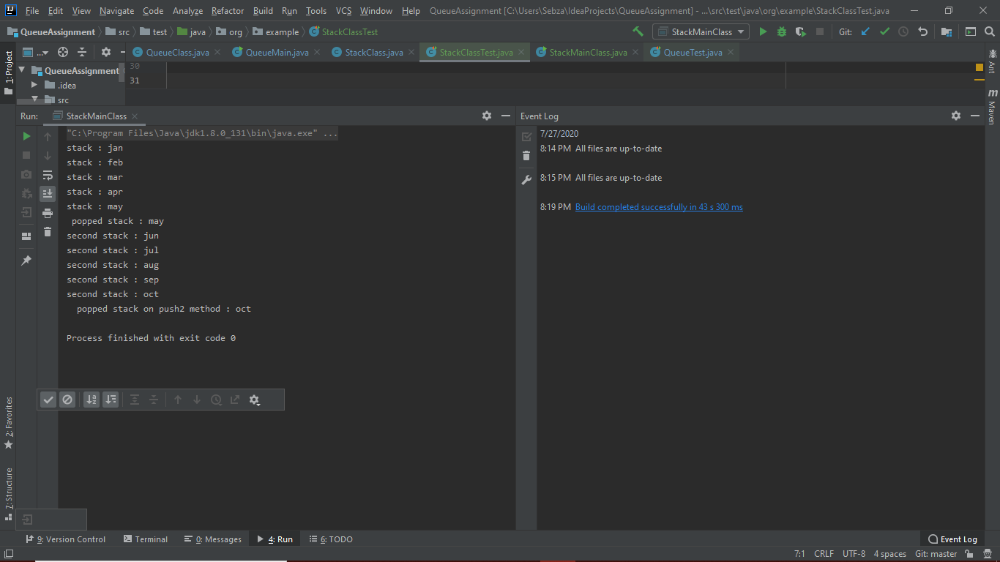 File Edit View Navigate Code Analyze Refactor Build Run Tools VCS Window Help QueueAssignment [C:\Users\Sebza\IdeaProjects\QueueAssignment] - ...\src\test\java\org\example\StackClassTest.java
QueueAssignment src test java org example StackClassTest StackMainClass Git:
1: Project
... QueueClass.java QueueMain.java StackClass.java StackClassTest.java StackMainClass.java QueueTest.java
QueueAssignment
.idea
src
30
31
Ant
Maven
Run: StackMainClass
"C:\Program Files\Java\jdk1.8.0_131\bin\java.exe" ...
stack : jan
stack : feb
stack : mar
stack : apr
stack : may
popped stack : may
second stack : jun
second stack : jul
second stack : aug
second stack : sep
second stack : oct
popped stack on push2 method : oct
Process finished with exit code 0
Event Log
7/27/2020
8:14 PM All files are up-to-date
8:15 PM All files are up-to-date
8:19 PM Build completed successfully in 43 s 300 ms
2: Favorites
7: Structure
9: Version Control Terminal 0: Messages 4: Run 6: TODO Event Log
7:1 CRLF UTF-8 4 spaces Git: master